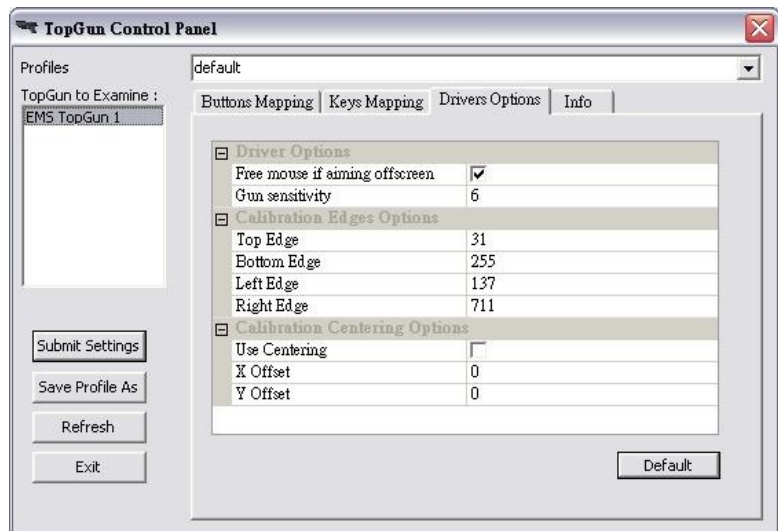 TopGun Control Panel
Profiles
default
TopGun to Examine :
EMS TopGun 1
Buttons Mapping
Keys Mapping
Drivers Options
Info
Driver Options
Free mouse if aiming offscreen
Gun sensitivity 6
Calibration Edges Options
Top Edge 31
Bottom Edge 255
Left Edge 137
Right Edge 711
Calibration Centering Options
Use Centering
X Offset 0
Y Offset 0
Submit Settings
Save Profile As
Refresh
Exit
Default